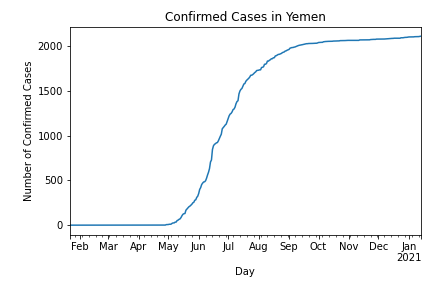 Confirmed Cases in Yemen
Number of Confirmed Cases
2000
1500
1000
500
0
Feb Mar Apr May Jun Jul Aug Sep Oct Nov Dec Jan
2021
Day